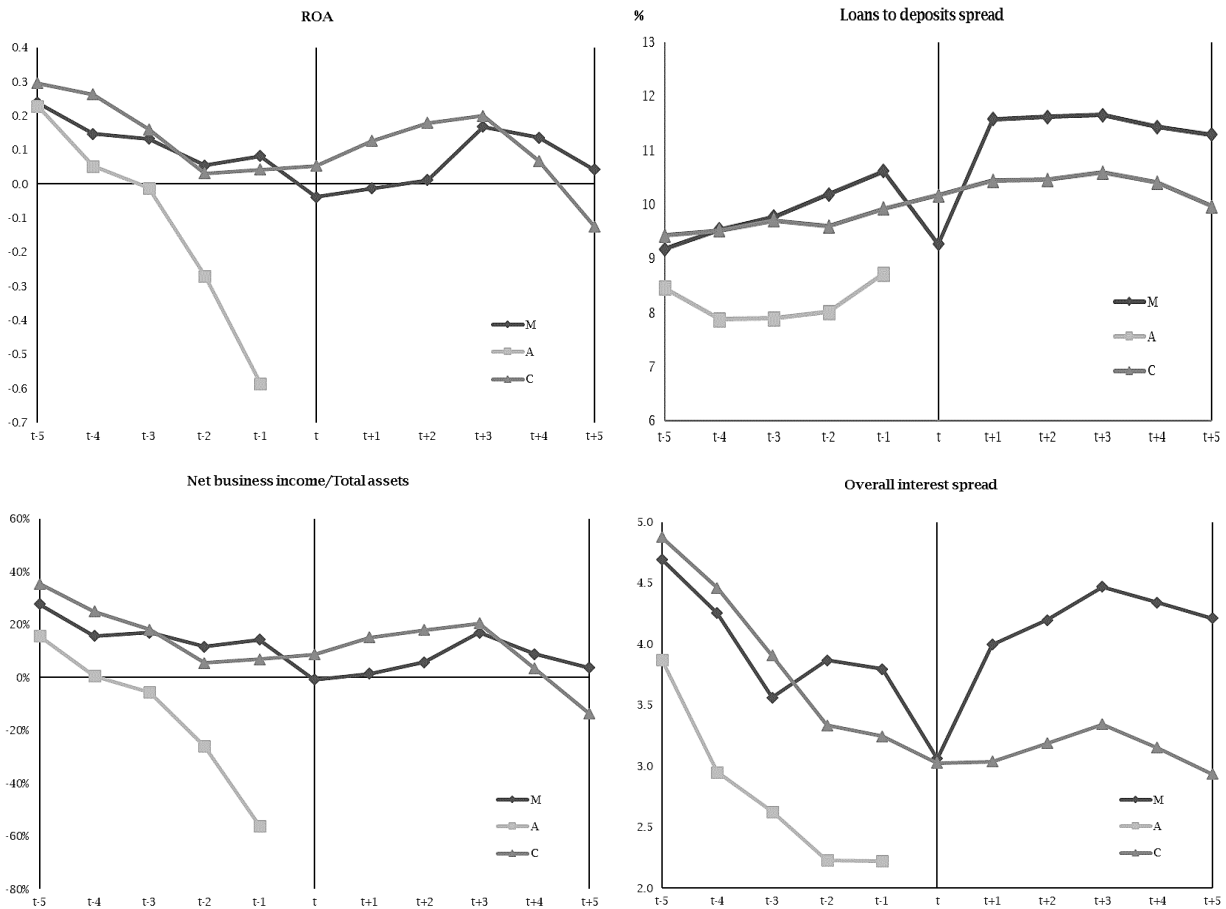 ROA
0.4
0.3
0.2
0.1
0.0
-0.1
-0.2
-0.3
-0.4
-0.5
-0.6
-0.7
M
A
C
t-5 t-4 t-3 t-2 t-1 t t+1 t+2 t+3 t+4 t+5
% Loans to deposits spread
13
12
11
10
9
8
7
6
M
A
C
t-5 t-4 t-3 t-2 t-1 t t+1 t+2 t+3 t+4 t+5
Net business income/Total assets
60%
40%
20%
0%
-20%
-40%
-60%
-80%
M
A
C
t-5 t-4 t-3 t-2 t-1 t t+1 t+2 t+3 t+4 t+5
Overall interest spread
5.0
4.5
4.0
3.5
3.0
2.5
2.0
M
A
C
t-5 t-4 t-3 t-2 t-1 t t+1 t+2 t+3 t+4 t+5